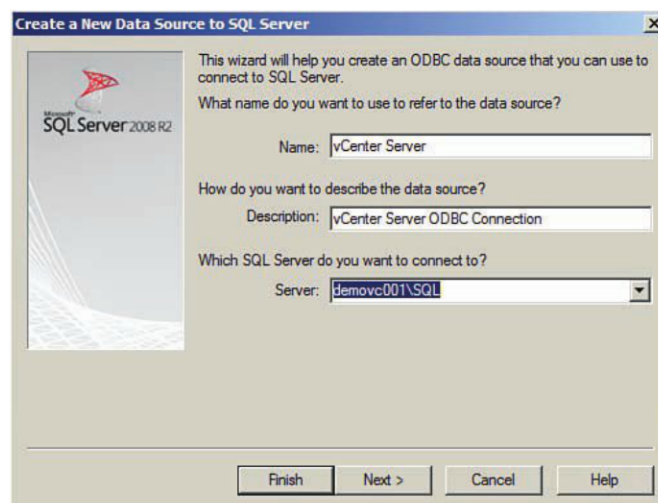 Create a New Data Source to SQL Server
Microsoft
SQL Server 2008 R2
This wizard will help you create an ODBC data source that you can use to
connect to SQL Server.
What name do you want to use to refer to the data source?
Name: vCenter Server
How do you want to describe the data source?
Description: vCenter Server ODBC Connection
Which SQL Server do you want to connect to?
Server: demovc001\SQL
Finish Next > Cancel Help